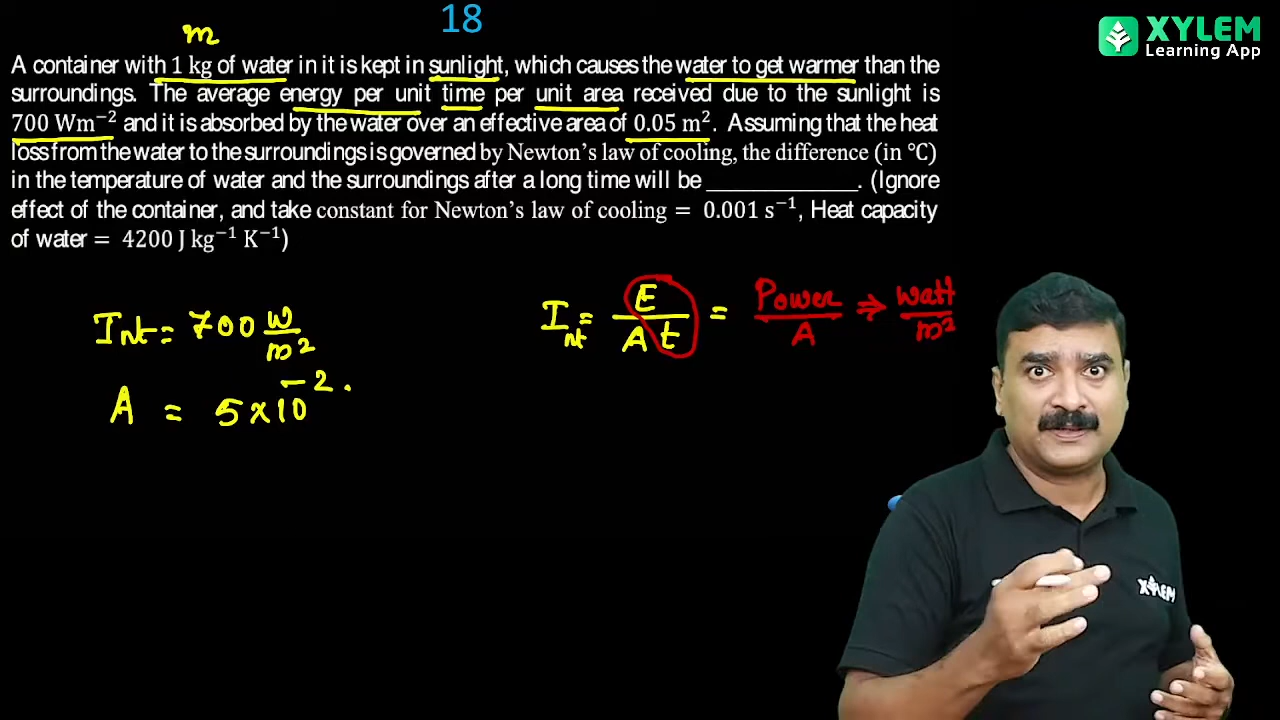 18
XYLEM
Learning App
m
A container with 1 kg of water in it is kept in sunlight, which causes the water to get warmer than the
surroundings. The average energy per unit time per unit area received due to the sunlight is
700 Wm⁻² and it is absorbed by the water over an effective area of 0.05 m². Assuming that the heat
loss from the water to the surroundings is governed by Newton’s law of cooling, the difference (in ℃)
in the temperature of water and the surroundings after a long time will be _____________. (Ignore
effect of the container, and take constant for Newton’s law of cooling = 0.001 s⁻¹, Heat capacity
of water = 4200 J kg⁻¹ K⁻¹)
Int = 700 W/m²
Int = E/At = Power/A ⇒ Watt/m²
A = 5×10⁻².
XYLEM